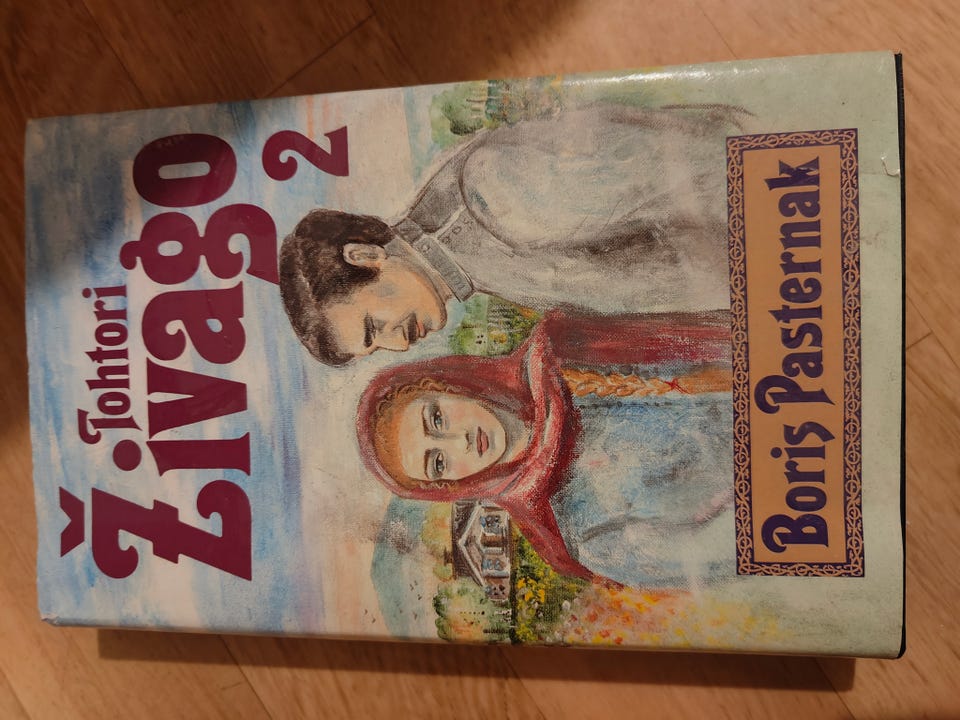 Tohtori
Živago
2
Boris Pasternak